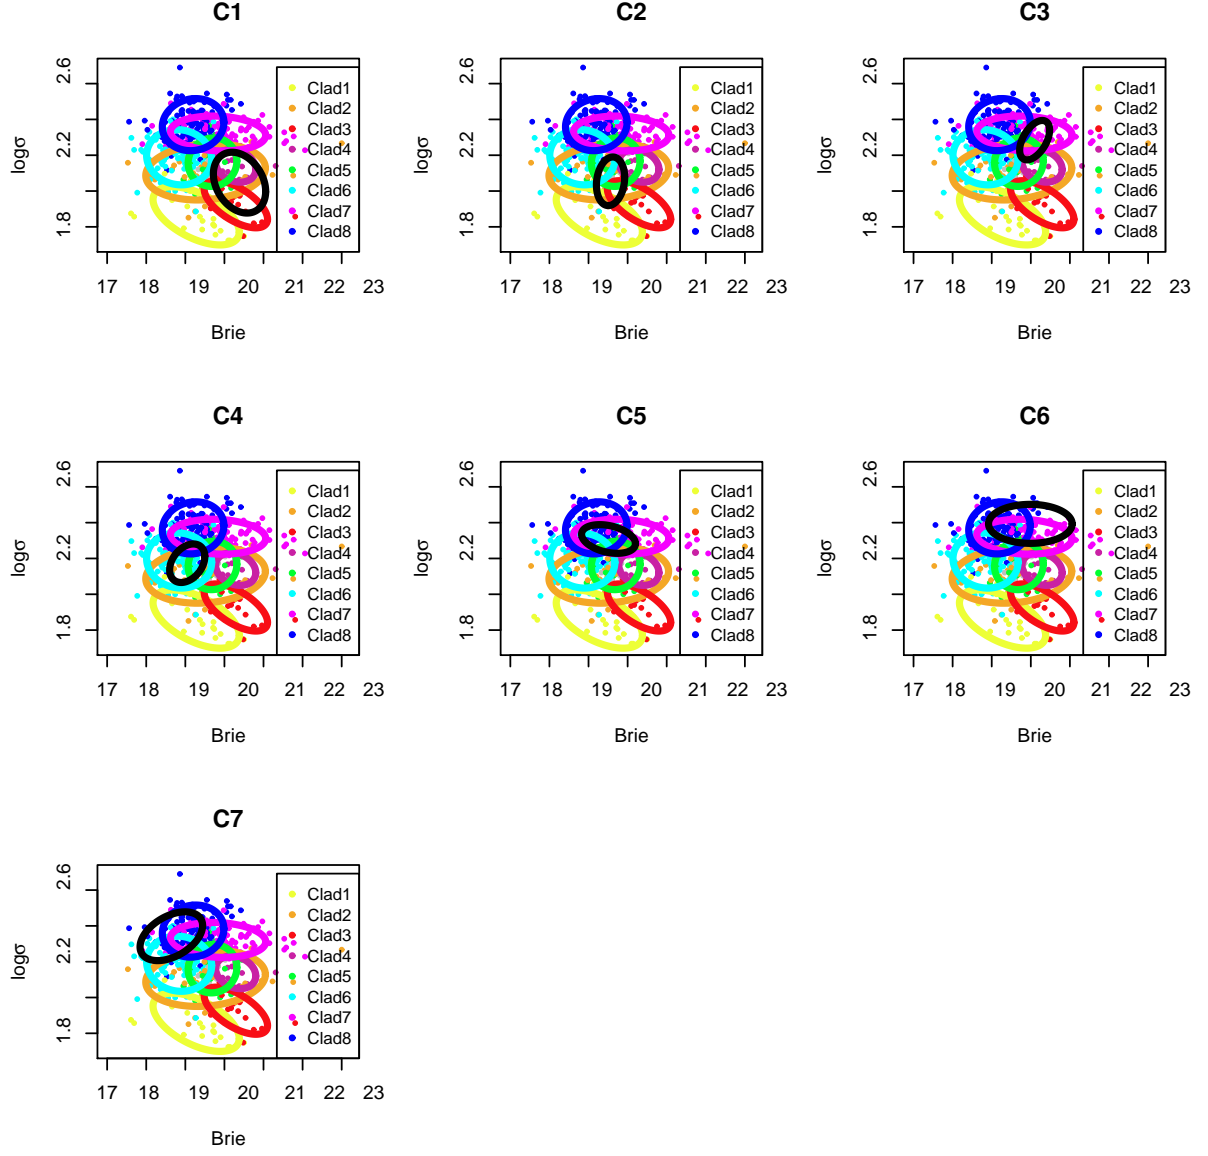 C1
2.6
2.2
1.8
logσ
Clad1
Clad2
Clad3
Clad4
Clad5
Clad6
Clad7
Clad8
17 18 19 20 21 22 23
Brie
C2
2.6
2.2
1.8
logσ
Clad1
Clad2
Clad3
Clad4
Clad5
Clad6
Clad7
Clad8
17 18 19 20 21 22 23
Brie
C3
2.6
2.2
1.8
logσ
Clad1
Clad2
Clad3
Clad4
Clad5
Clad6
Clad7
Clad8
17 18 19 20 21 22 23
Brie
C4
2.6
2.2
1.8
logσ
Clad1
Clad2
Clad3
Clad4
Clad5
Clad6
Clad7
Clad8
17 18 19 20 21 22 23
Brie
C5
2.6
2.2
1.8
logσ
Clad1
Clad2
Clad3
Clad4
Clad5
Clad6
Clad7
Clad8
17 18 19 20 21 22 23
Brie
C6
2.6
2.2
1.8
logσ
Clad1
Clad2
Clad3
Clad4
Clad5
Clad6
Clad7
Clad8
17 18 19 20 21 22 23
Brie
C7
2.6
2.2
1.8
logσ
Clad1
Clad2
Clad3
Clad4
Clad5
Clad6
Clad7
Clad8
17 18 19 20 21 22 23
Brie